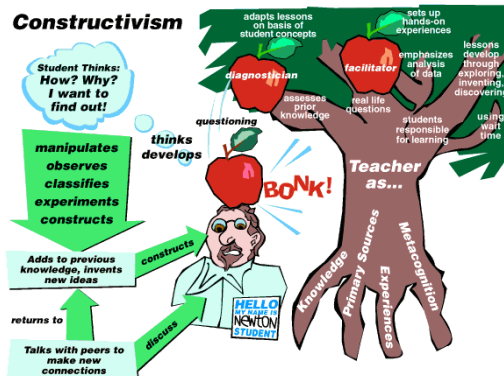 Constructivism
Student Thinks:
How? Why?
I want to
find out!
manipulates
observes
classifies
experiments
constructs
Adds to previous
knowledge, invents
new ideas
returns to
Talks with peers to
make new
connections
constructs
discuss
thinks
develops
questioning
BONK!
HELLO
MY NAME IS
NEWTON
STUDENT
adapts lessons
on basis of
student concepts
diagnostician
assesses
prior
knowledge
sets up
hands-on
experiences
facilitator
emphasizes
analysis
of data
real life
questions
students
responsible
for learning
lessons
develop
through
exploring,
inventing,
discovering
using
wait
time
Teacher
as...
Knowledge
Primary Sources
Experiences
Metacognition